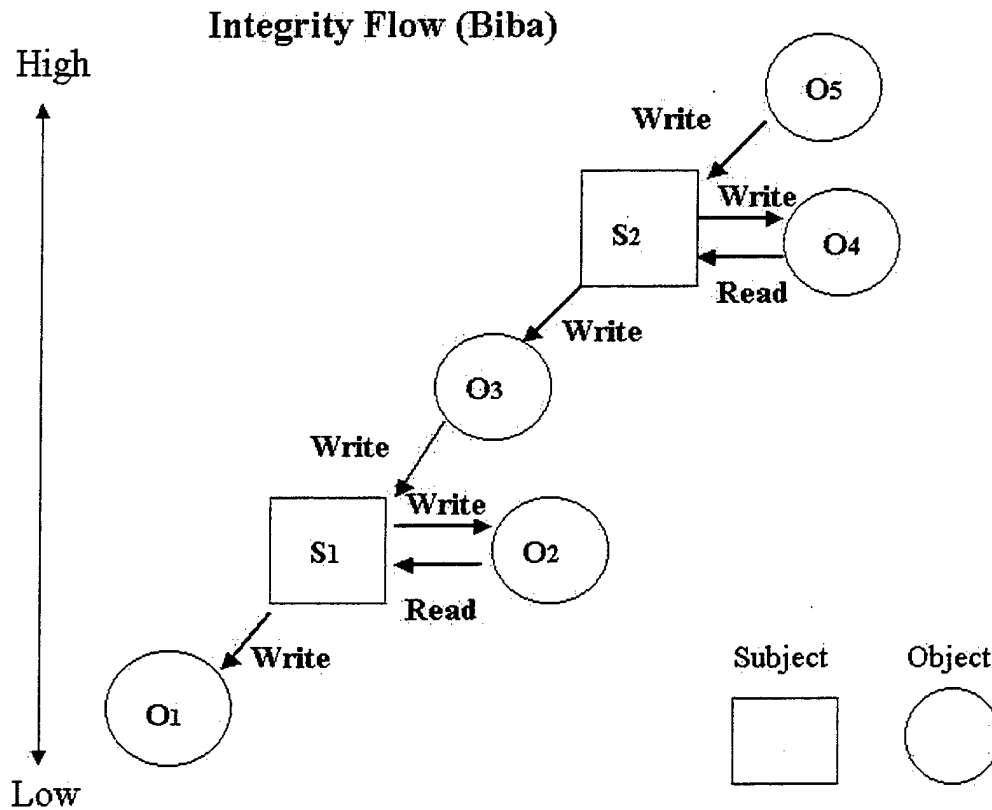 Integrity Flow (Biba)
High
O5
Write
Write
S2
O4
Read
Write
O3
Write
Write
S1
O2
Read
Write
O1
Subject Object
Low